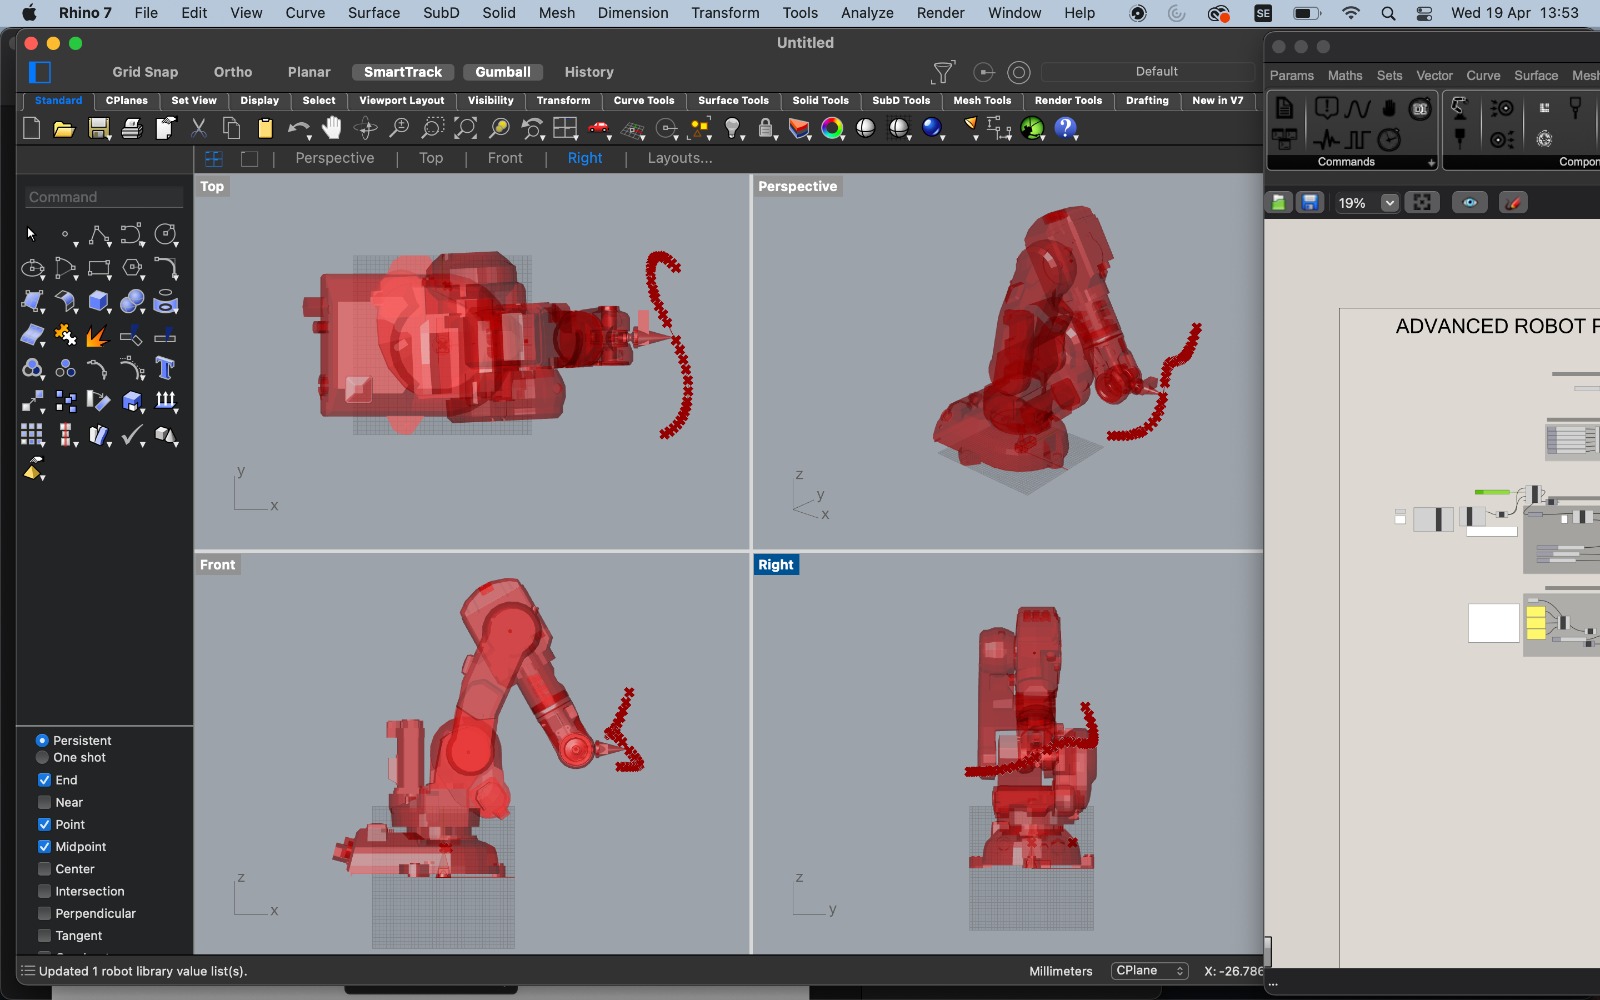 Rhino 7 File Edit View Curve Surface SubD Solid Mesh Dimension Transform Tools Analyze Render Window Help SE Wed 19 Apr 13:53
Untitled
Grid Snap Ortho Planar SmartTrack Gumball History Default
Standard CPlanes Set View Display Select Viewport Layout Visibility Transform Curve Tools Surface Tools Solid Tools SubD Tools Mesh Tools Render Tools Drafting New in V7
Perspective | Top | Front | Right | Layouts...
Command
Top
y
x
Perspective
z
y
x
Front
z
x
Right
z
y
Persistent
One shot
End
Near
Point
Midpoint
Center
Intersection
Perpendicular
Tangent
Updated 1 robot library value list(s).
Millimeters CPlane X: -26.786
Params Maths Sets Vector Curve Surface Mesh
Commands Compon
19%
ADVANCED ROBOT
...